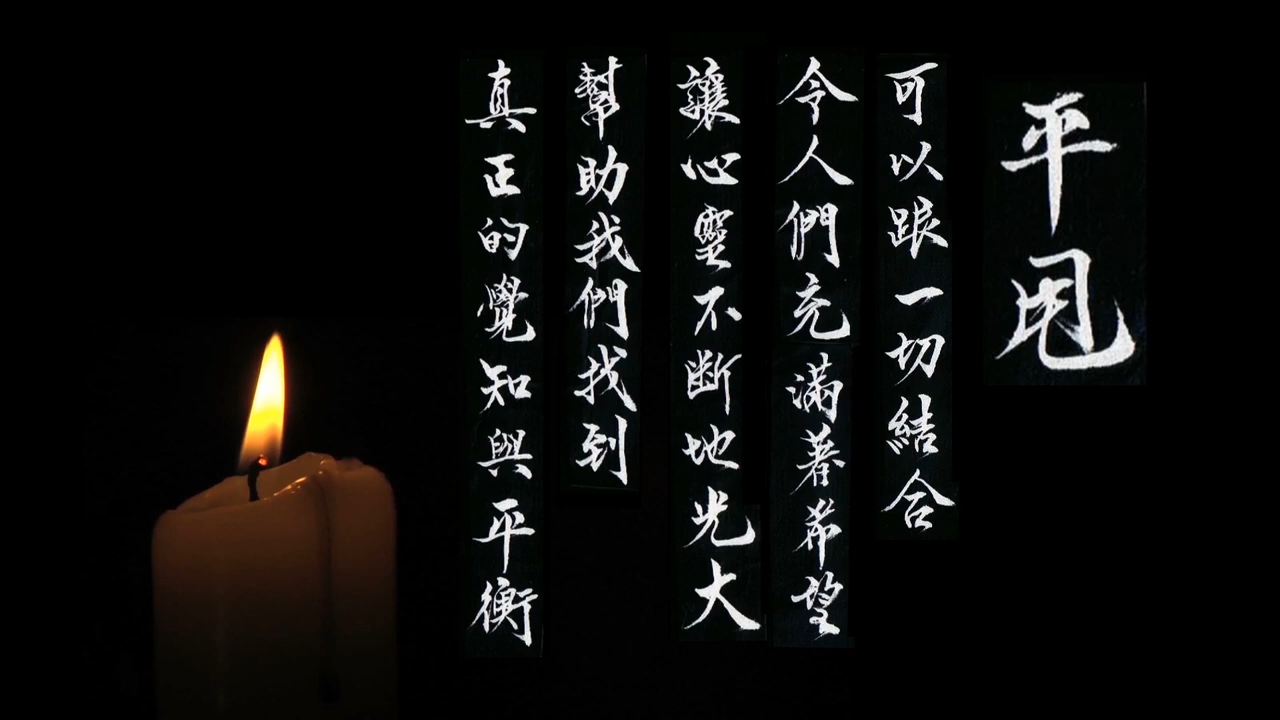 平甩
可以跟一切結合
令人們充滿著希望
讓心靈不斷地光大
幫助我們找到
真正的覺知與平衡